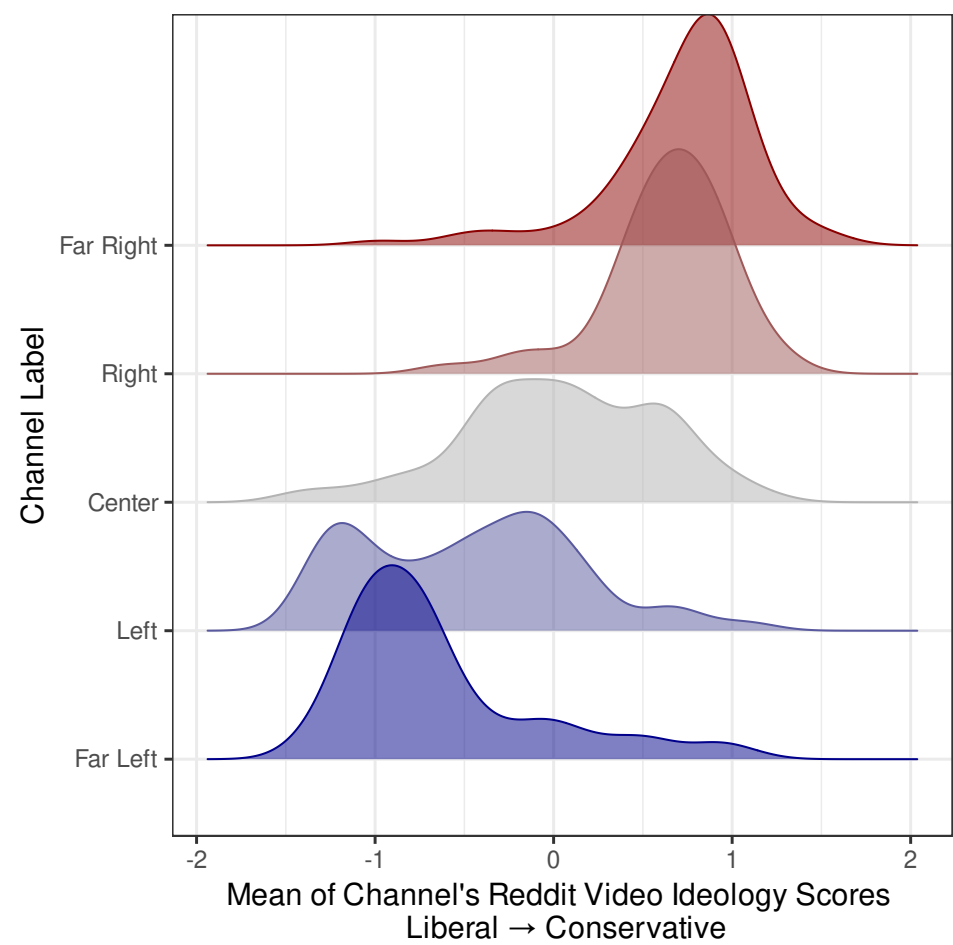 Channel Label
Far Right
Right
Center
Left
Far Left
-2 -1 0 1 2
Mean of Channel's Reddit Video Ideology Scores
Liberal → Conservative